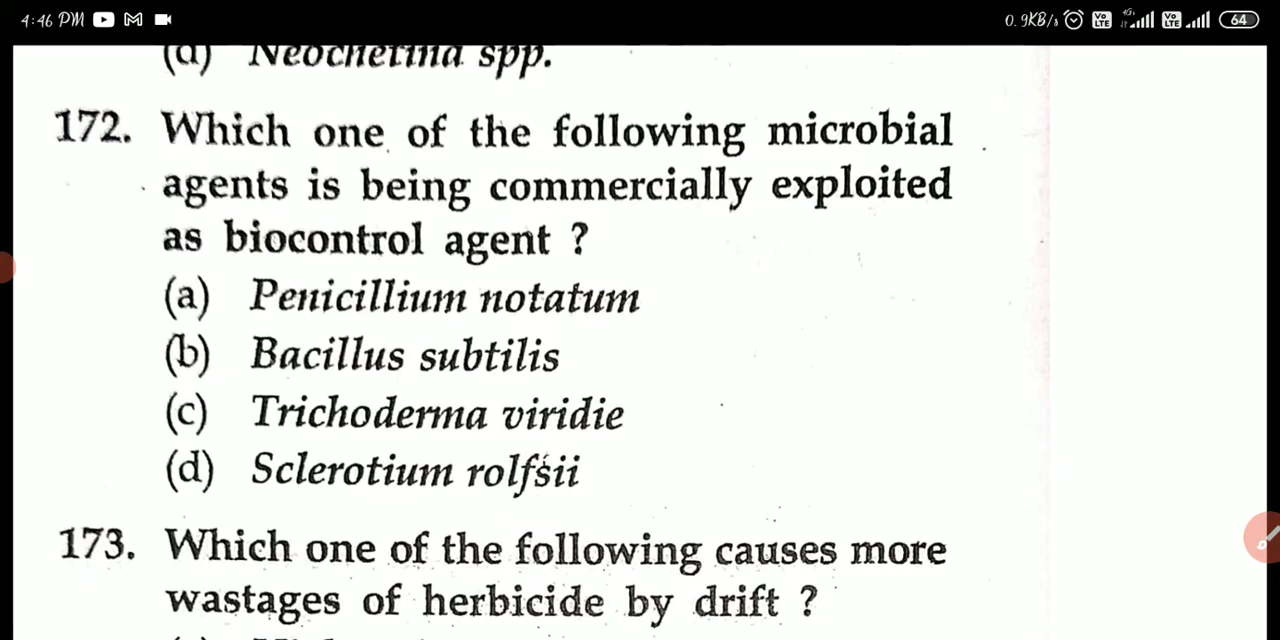 4:46 PM 0.9KB/s 4G 64
(d) Neochetina spp.
172. Which one of the following microbial
agents is being commercially exploited
as biocontrol agent ?
(a) Penicillium notatum
(b) Bacillus subtilis
(c) Trichoderma viridie
(d) Sclerotium rolfsii
173. Which one of the following causes more
wastages of herbicide by drift ?